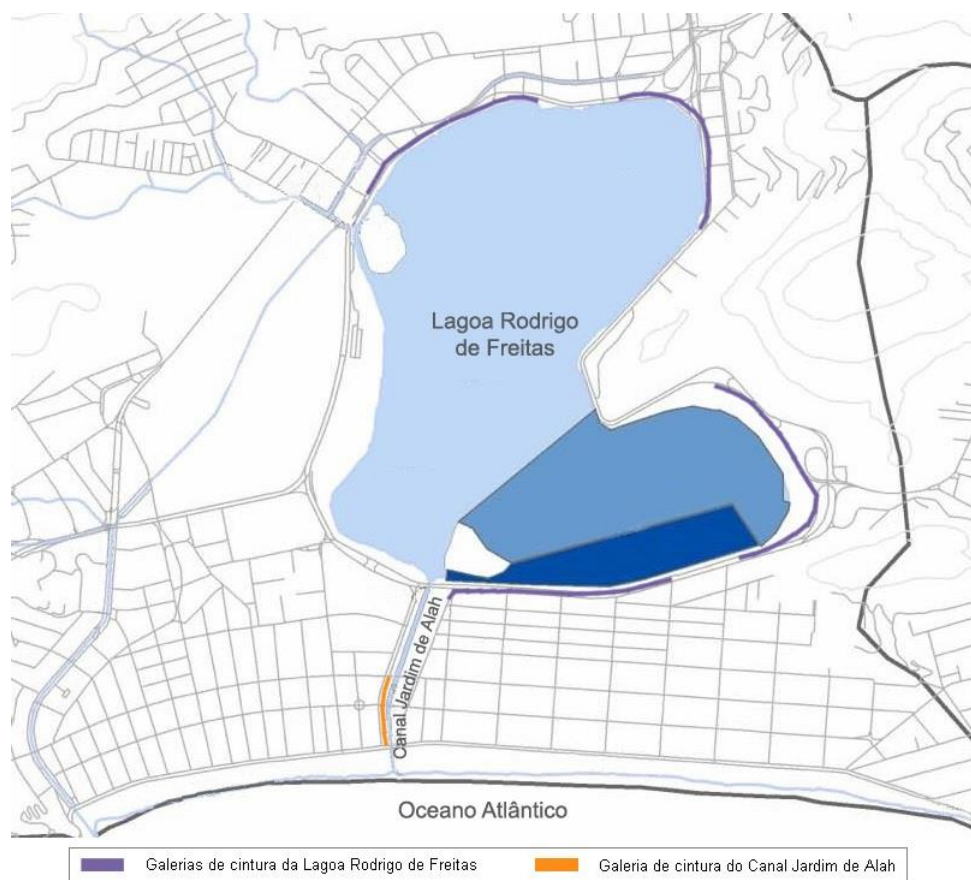 Lagoa Rodrigo
de Freitas
Canal Jardim de Alah
Oceano Atlântico
Galerias de cintura da Lagoa Rodrigo de Freitas
Galeria de cintura do Canal Jardim de Alah